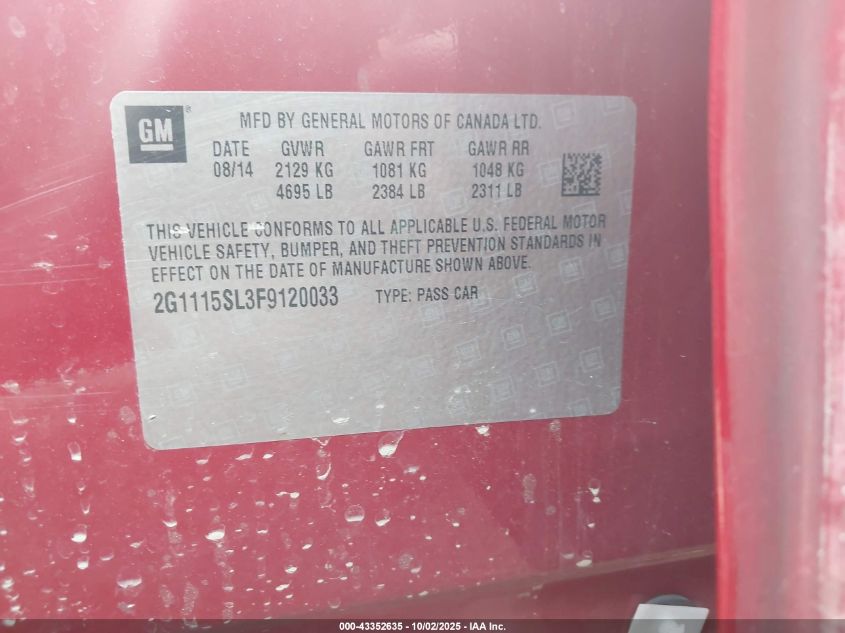 GM ®
MFD BY GENERAL MOTORS OF CANADA LTD.
DATE GVWR GAWR FRT GAWR RR
08/14 2129 KG 1081 KG 1048 KG
4695 LB 2384 LB 2311 LB
THIS VEHICLE CONFORMS TO ALL APPLICABLE U.S. FEDERAL MOTOR
VEHICLE SAFETY, BUMPER, AND THEFT PREVENTION STANDARDS IN
EFFECT ON THE DATE OF MANUFACTURE SHOWN ABOVE.
2G1115SL3F9120033 TYPE: PASS CAR
000-43352635 - 10/02/2025 - IAA Inc.